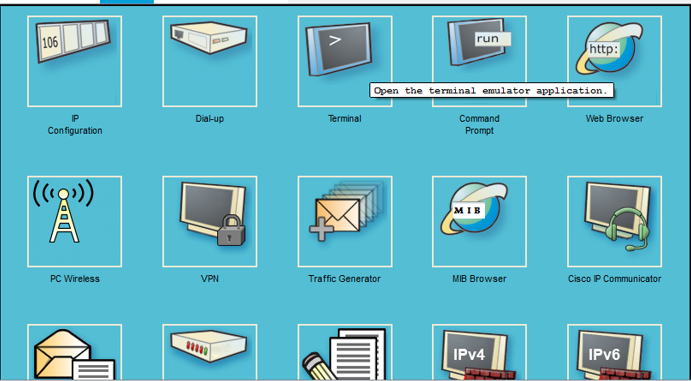 106
>
run
http:
Open the terminal emulator application.
IP
Configuration
Dial-up
Terminal
Command
Prompt
Web Browser
MIB
PC Wireless
VPN
Traffic Generator
MIB Browser
Cisco IP Communicator
IPv4
IPv6